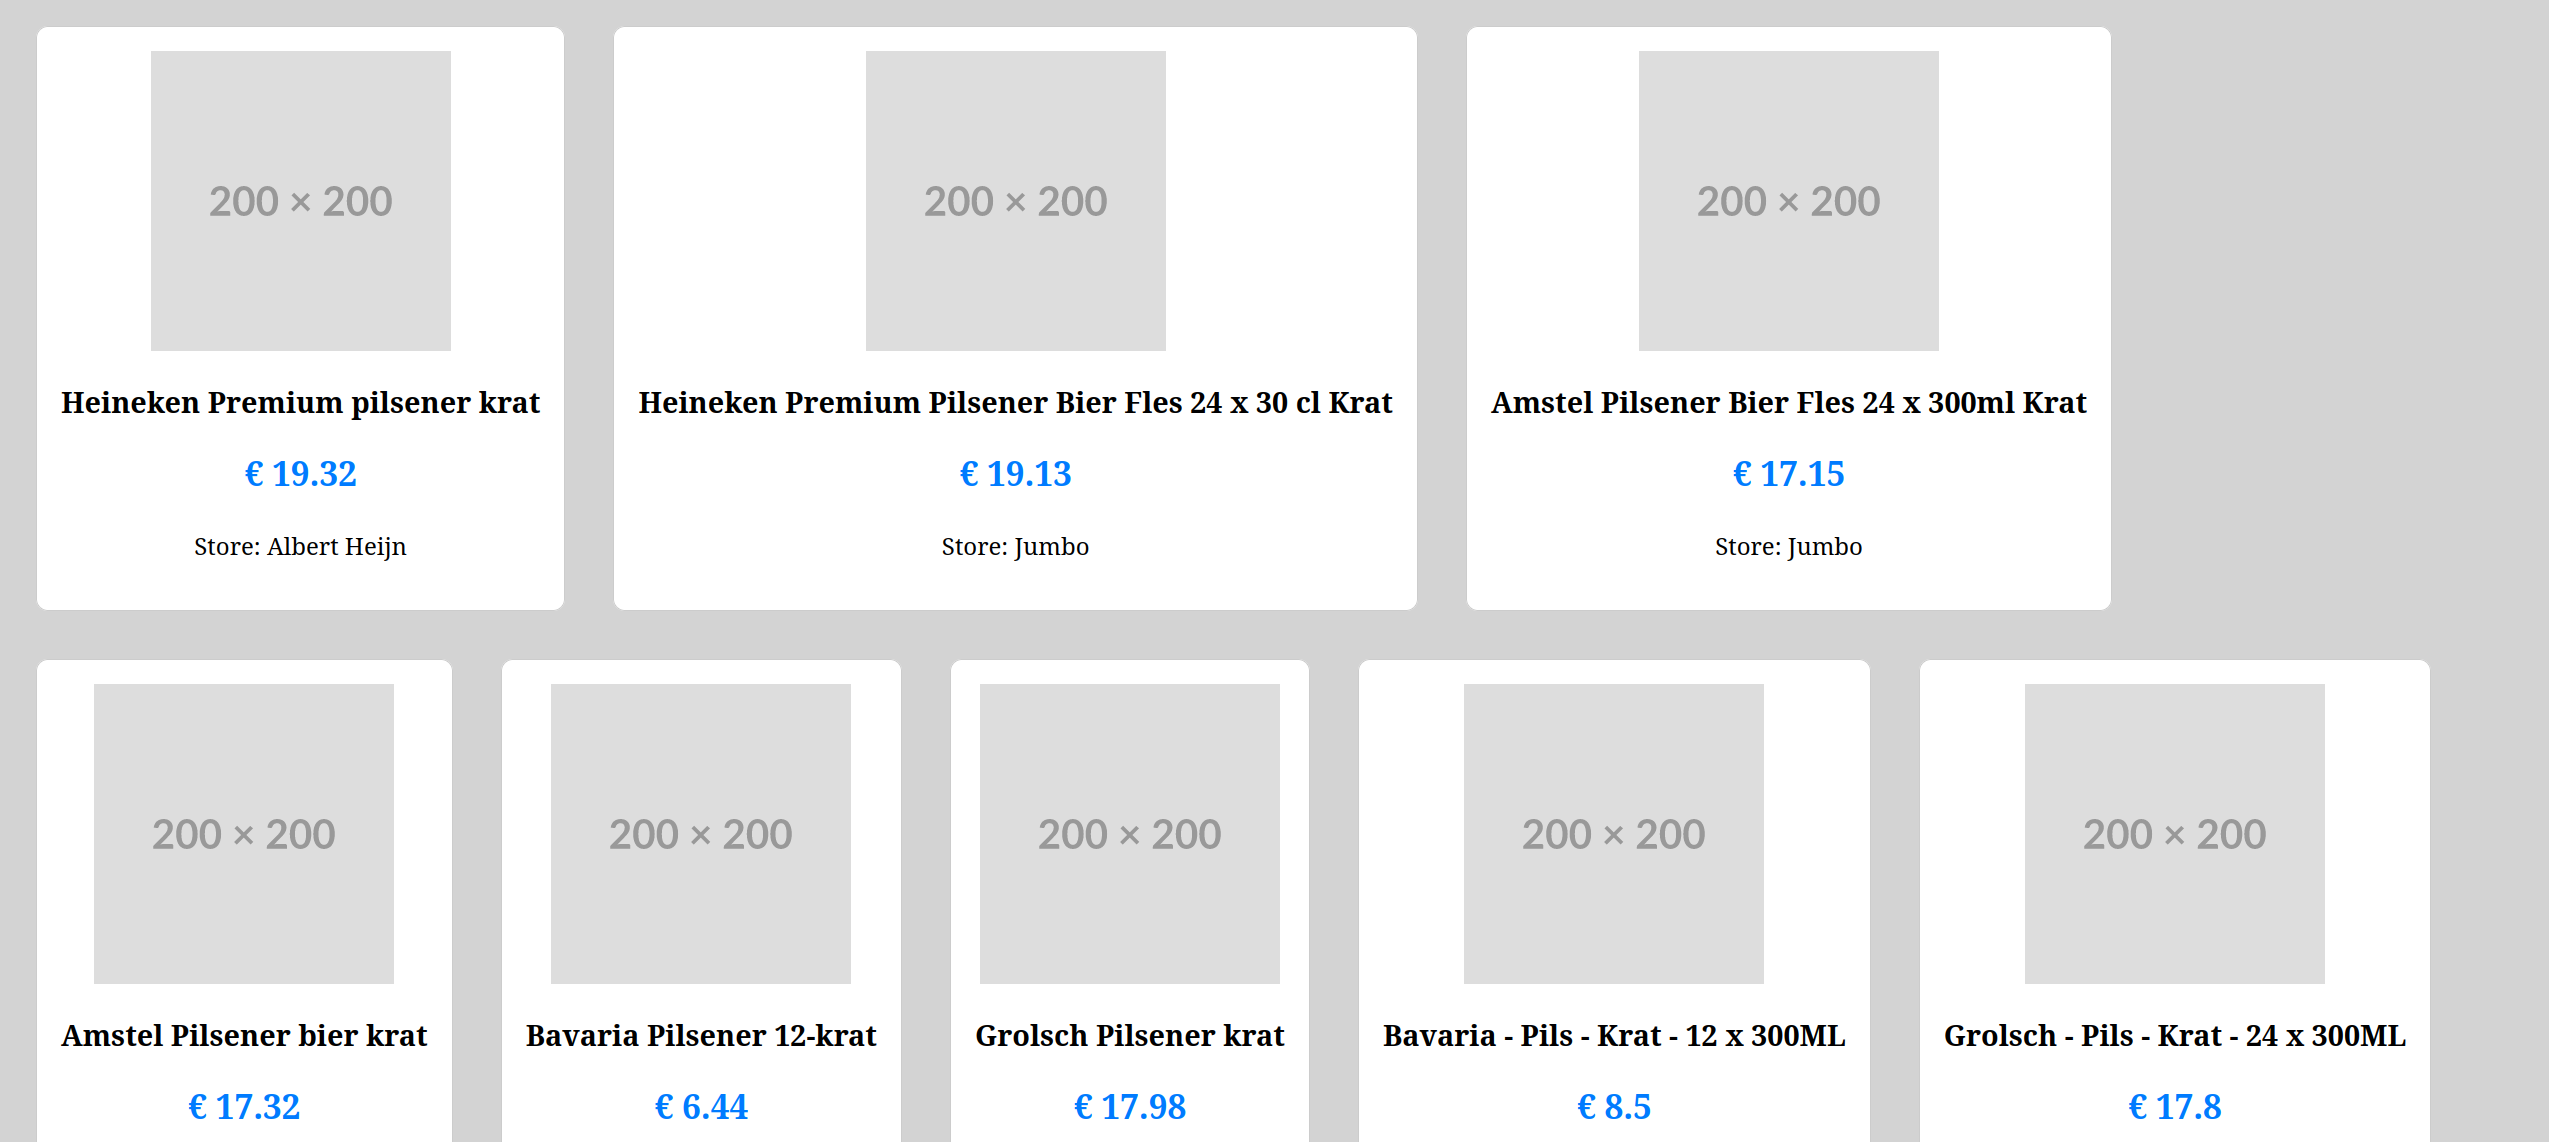 200 × 200
200 × 200
200 × 200
Heineken Premium pilsener krat
Heineken Premium Pilsener Bier Fles 24 x 30 cl Krat
Amstel Pilsener Bier Fles 24 x 300ml Krat
€ 19.32
€ 19.13
€ 17.15
Store: Albert Heijn
Store: Jumbo
Store: Jumbo
200 × 200
200 × 200
200 × 200
200 × 200
200 × 200
Amstel Pilsener bier krat
Bavaria Pilsener 12-krat
Grolsch Pilsener krat
Bavaria - Pils - Krat - 12 x 300ML
Grolsch - Pils - Krat - 24 x 300ML
€ 17.32
€ 6.44
€ 17.98
€ 8.5
€ 17.8